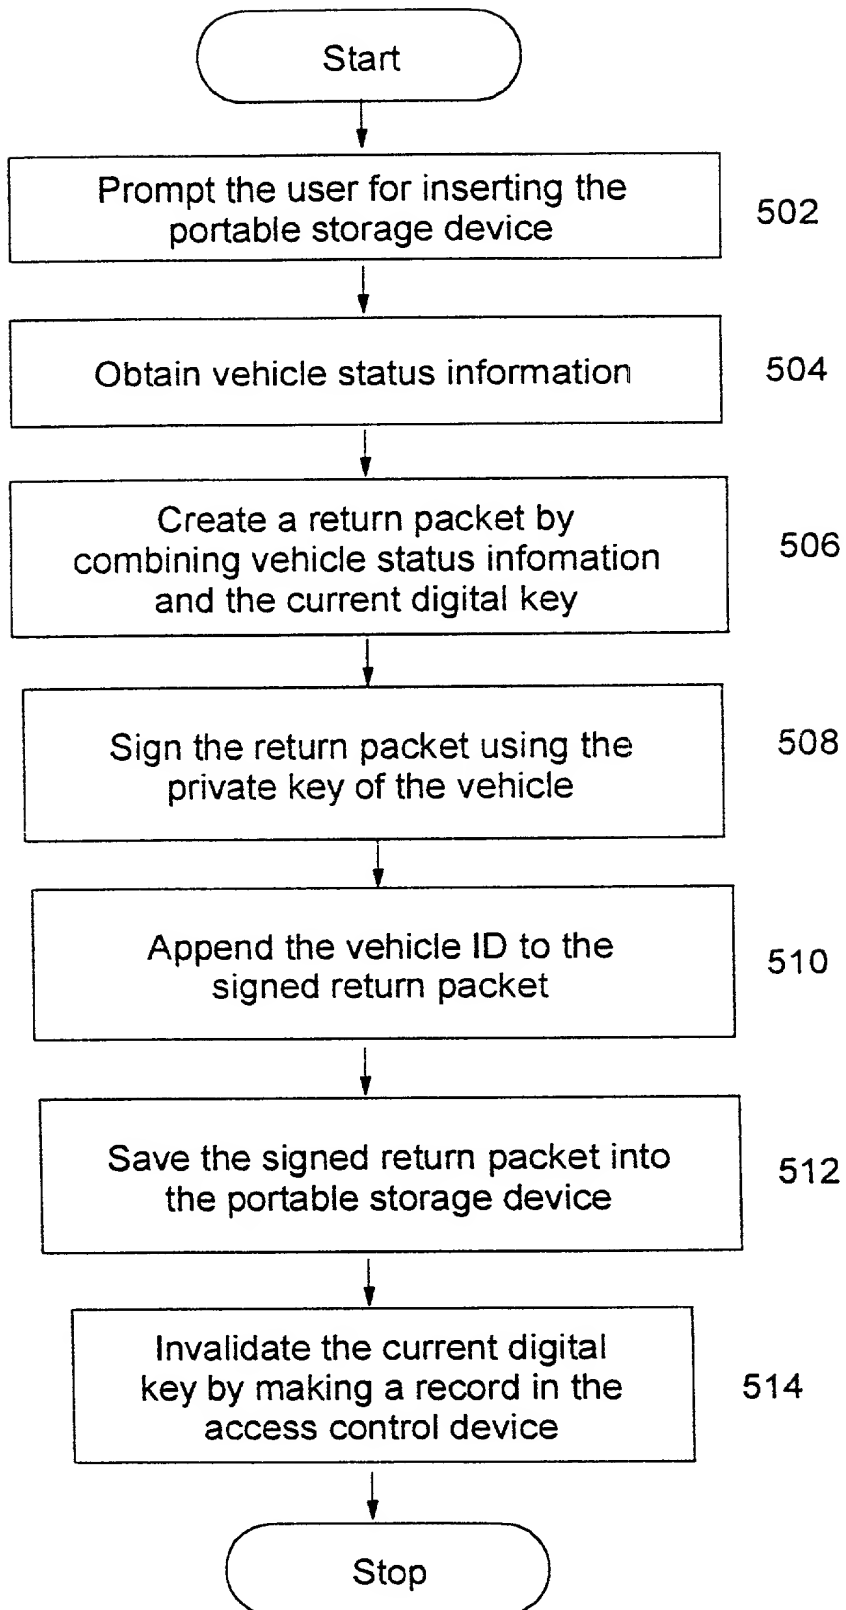 Start
Prompt the user for inserting the
portable storage device
502
Obtain vehicle status information
504
Create a return packet by
combining vehicle status infomation
and the current digital key
506
Sign the return packet using the
private key of the vehicle
508
Append the vehicle ID to the
signed return packet
510
Save the signed return packet into
the portable storage device
512
Invalidate the current digital
key by making a record in the
access control device
514
Stop